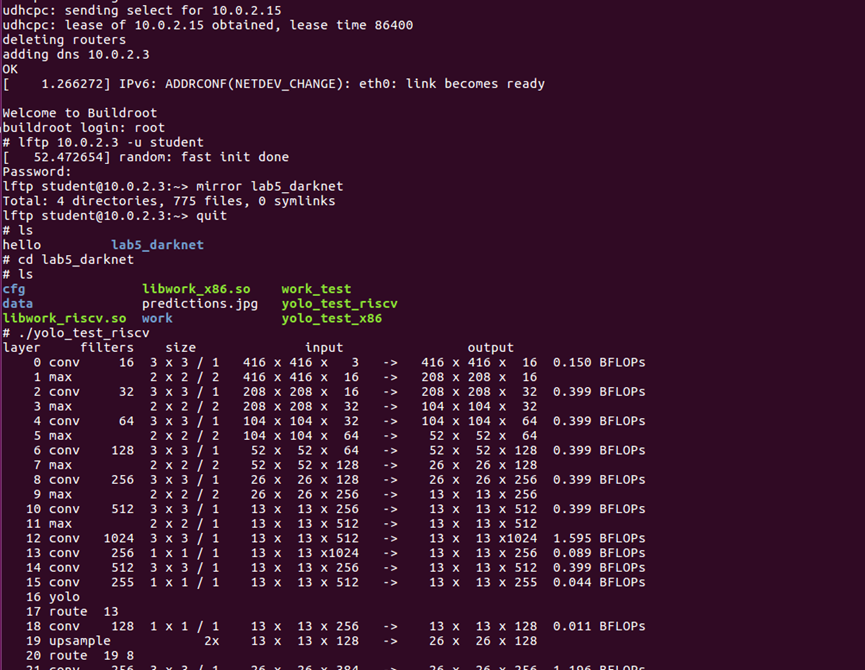 udhcpc: sending select for 10.0.2.15
udhcpc: lease of 10.0.2.15 obtained, lease time 86400
deleting routers
adding dns 10.0.2.3
OK
[    1.266272] IPv6: ADDRCONF(NETDEV_CHANGE): eth0: link becomes ready
Welcome to Buildroot
buildroot login: root
# lftp 10.0.2.3 -u student
[   52.472654] random: fast init done
Password:
lftp student@10.0.2.3:~> mirror lab5_darknet
Total: 4 directories, 775 files, 0 symlinks
lftp student@10.0.2.3:~> quit
# ls
hello         lab5_darknet
# cd lab5_darknet
# ls
cfg               libwork_x86.so    work_test
data              predictions.jpg   yolo_test_riscv
libwork_riscv.so  work              yolo_test_x86
# ./yolo_test_riscv
layer     filters    size              input                output
    0 conv     16  3 x 3 / 1   416 x 416 x   3   ->   416 x 416 x  16  0.150 BFLOPs
    1 max          2 x 2 / 2   416 x 416 x  16   ->   208 x 208 x  16
    2 conv     32  3 x 3 / 1   208 x 208 x  16   ->   208 x 208 x  32  0.399 BFLOPs
    3 max          2 x 2 / 2   208 x 208 x  32   ->   104 x 104 x  32
    4 conv     64  3 x 3 / 1   104 x 104 x  32   ->   104 x 104 x  64  0.399 BFLOPs
    5 max          2 x 2 / 2   104 x 104 x  64   ->    52 x  52 x  64
    6 conv    128  3 x 3 / 1    52 x  52 x  64   ->    52 x  52 x 128  0.399 BFLOPs
    7 max          2 x 2 / 2    52 x  52 x 128   ->    26 x  26 x 128
    8 conv    256  3 x 3 / 1    26 x  26 x 128   ->    26 x  26 x 256  0.399 BFLOPs
    9 max          2 x 2 / 2    26 x  26 x 256   ->    13 x  13 x 256
   10 conv    512  3 x 3 / 1    13 x  13 x 256   ->    13 x  13 x 512  0.399 BFLOPs
   11 max          2 x 2 / 1    13 x  13 x 512   ->    13 x  13 x 512
   12 conv   1024  3 x 3 / 1    13 x  13 x 512   ->    13 x  13 x1024  1.595 BFLOPs
   13 conv    256  1 x 1 / 1    13 x  13 x1024   ->    13 x  13 x 256  0.089 BFLOPs
   14 conv    512  3 x 3 / 1    13 x  13 x 256   ->    13 x  13 x 512  0.399 BFLOPs
   15 conv    255  1 x 1 / 1    13 x  13 x 512   ->    13 x  13 x 255  0.044 BFLOPs
   16 yolo
   17 route  13
   18 conv    128  1 x 1 / 1    13 x  13 x 256   ->    13 x  13 x 128  0.011 BFLOPs
   19 upsample            2x    13 x  13 x 128   ->    26 x  26 x 128
   20 route  19 8
   21 conv    256  3 x 3 / 1    26 x  26 x 384   ->    26 x  26 x 256  1.196 BFLOPs